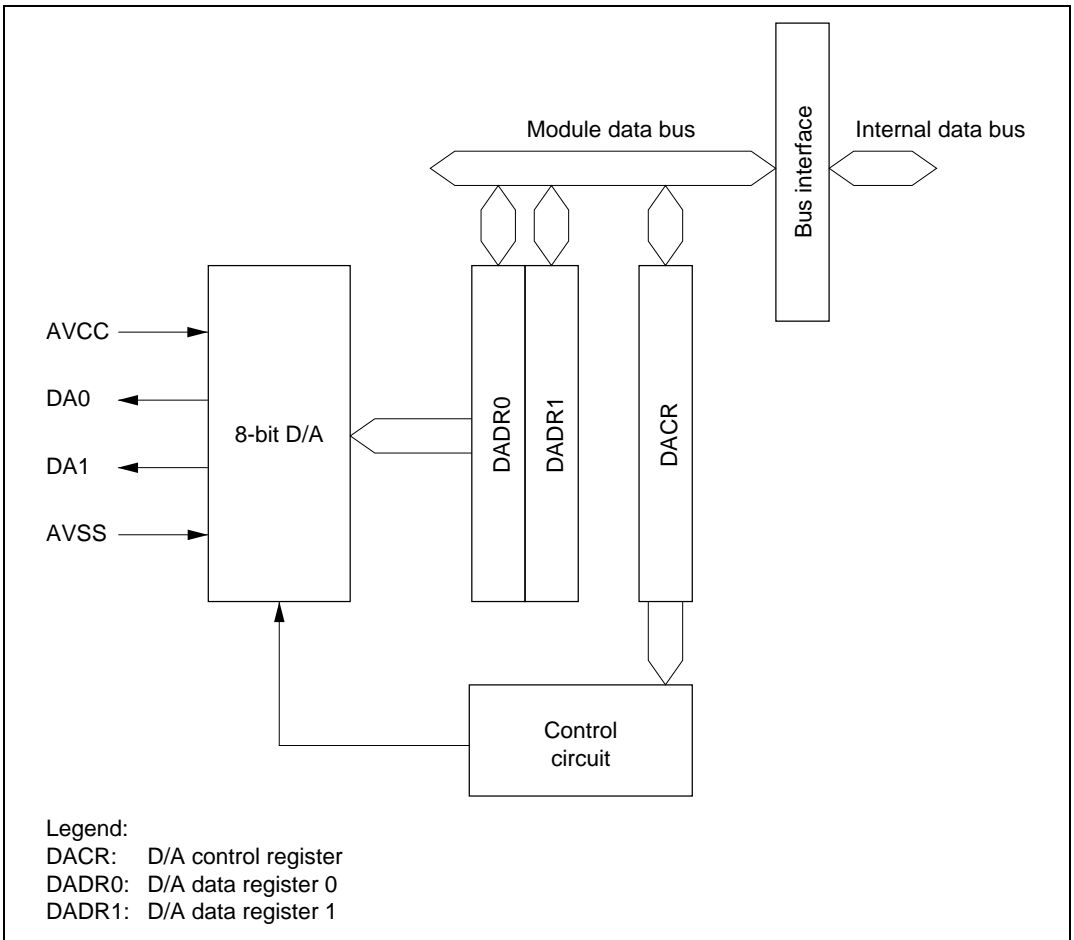 Module data bus
Internal data bus
Bus interface
AVCC
DA0
DA1
AVSS
8-bit D/A
DADR0
DADR1
DACR
Control
circuit
Legend:
DACR: D/A control register
DADR0: D/A data register 0
DADR1: D/A data register 1